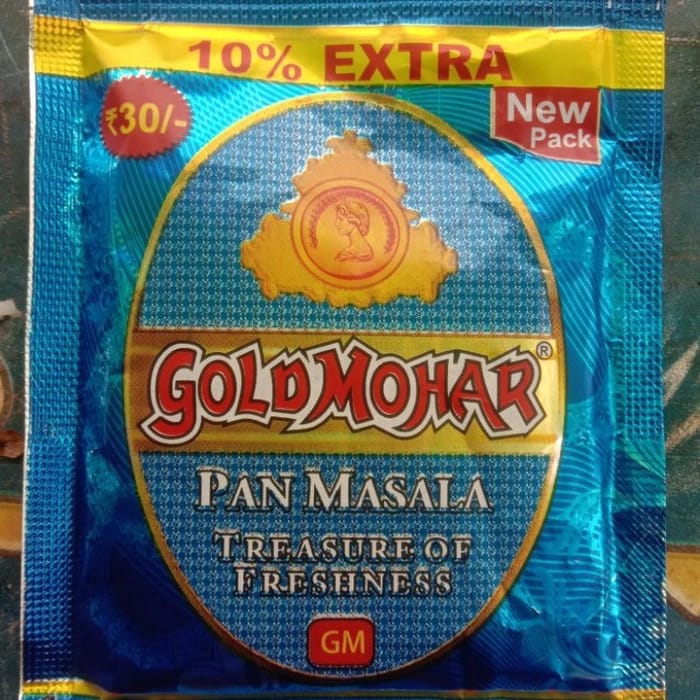 10% EXTRA
₹30/-
New
Pack
GOLDMOHAR®
PAN MASALA
TREASURE OF
FRESHNESS
GM